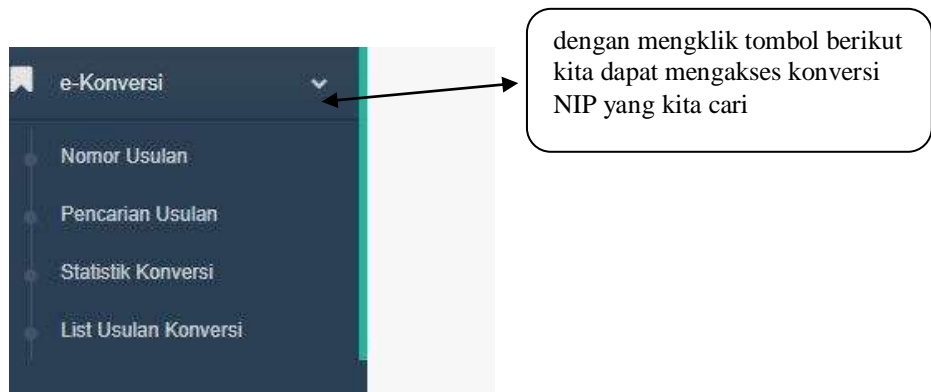 dengan mengklik tombol berikut
kita dapat mengakses konversi
NIP yang kita cari
e-Konversi
Nomor Usulan
Pencarian Usulan
Statistik Konversi
List Usulan Konversi